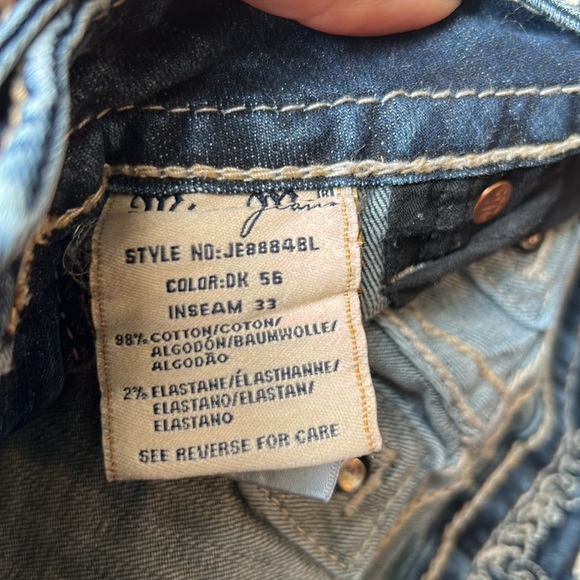 Jeans
STYLE NO:JE8884BL
COLOR:DK 56
INSEAM 33
98% COTTON/COTON/
ALGODÓN/BAUMWOLLE/
ALGODÃO
2% ELASTANE/ÉLASTHANNE/
ELASTANO/ELASTAN/
ELASTANO
SEE REVERSE FOR CARE